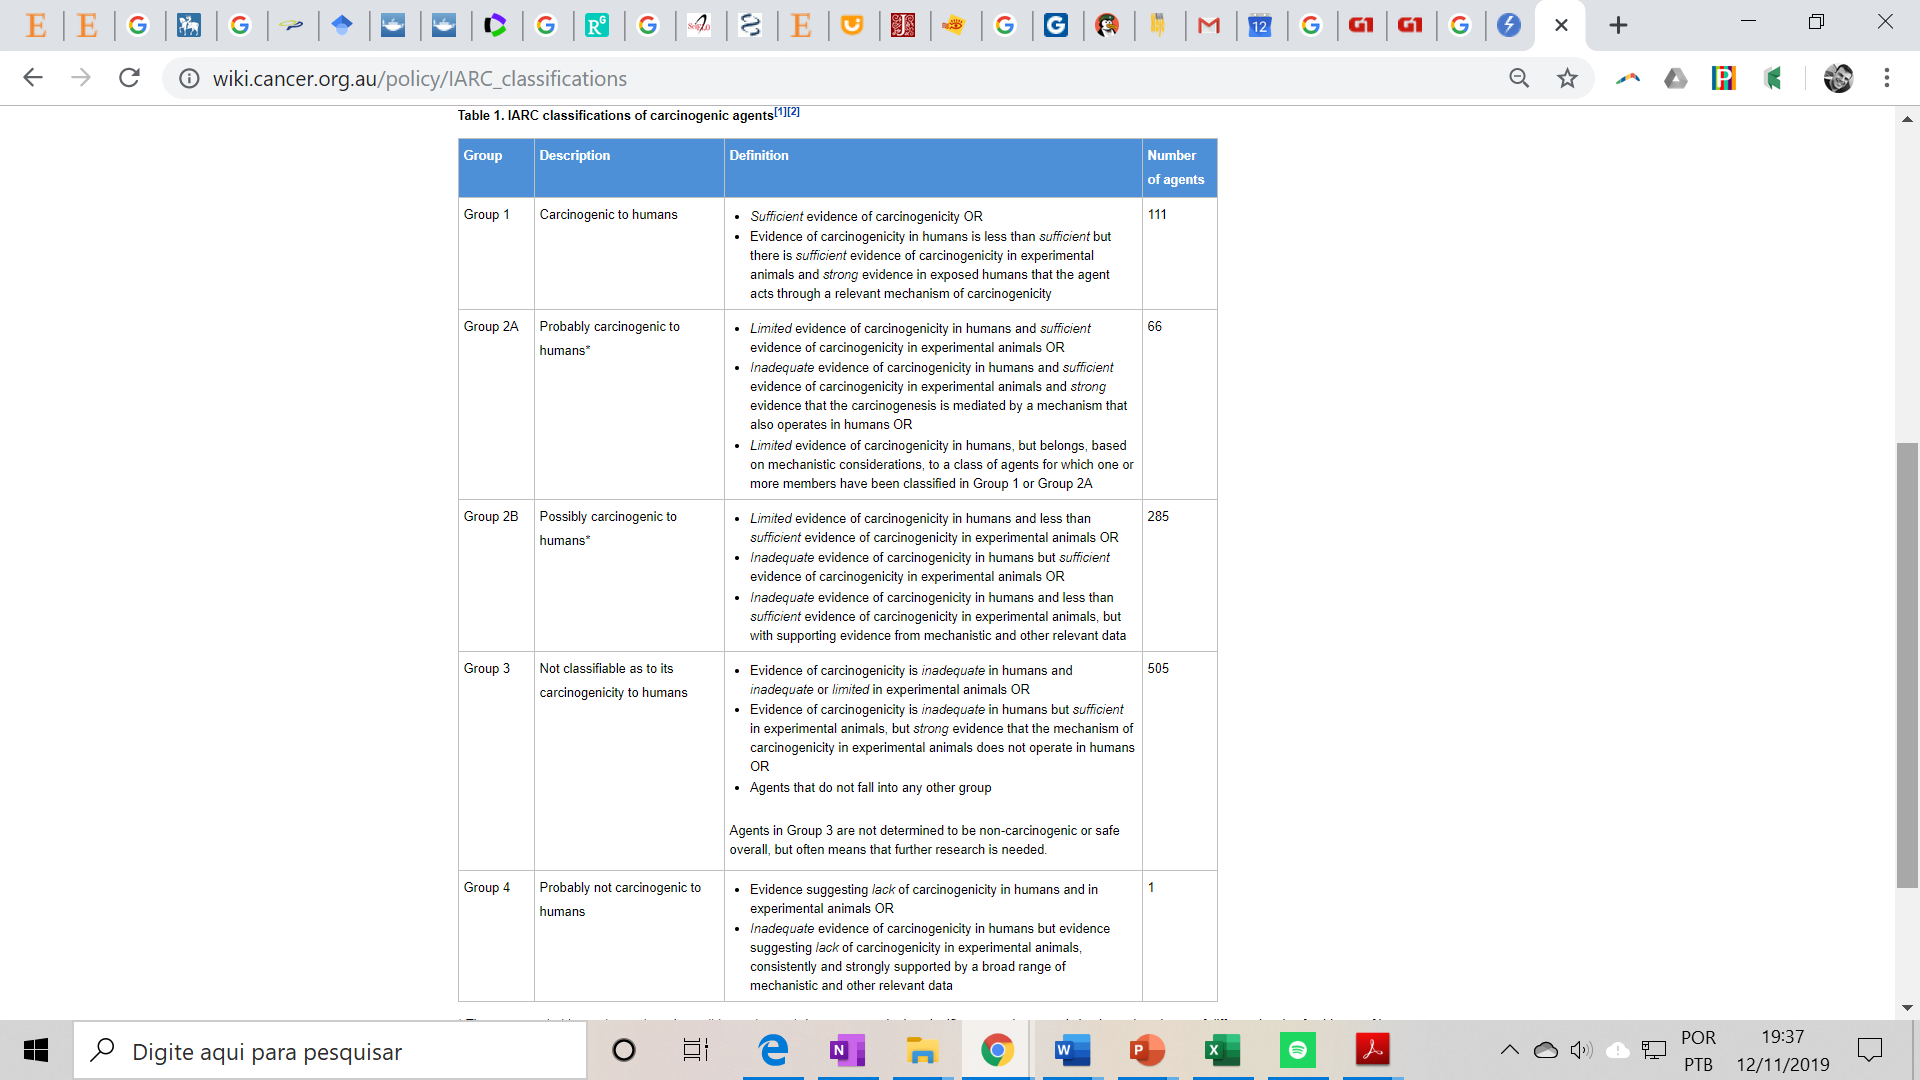 G1
G1
12
wiki.cancer.org.au/policy/IARC_classifications
Table 1. IARC classifications of carcinogenic agents[1][2]
Group Description Definition Number
of agents
Group 1 Carcinogenic to humans • Sufficient evidence of carcinogenicity OR 111
• Evidence of carcinogenicity in humans is less than sufficient but
there is sufficient evidence of carcinogenicity in experimental
animals and strong evidence in exposed humans that the agent
acts through a relevant mechanism of carcinogenicity
Group 2A Probably carcinogenic to • Limited evidence of carcinogenicity in humans and sufficient 66
humans* evidence of carcinogenicity in experimental animals OR
• Inadequate evidence of carcinogenicity in humans and sufficient
evidence of carcinogenicity in experimental animals and strong
evidence that the carcinogenesis is mediated by a mechanism that
also operates in humans OR
• Limited evidence of carcinogenicity in humans, but belongs, based
on mechanistic considerations, to a class of agents for which one or
more members have been classified in Group 1 or Group 2A
Group 2B Possibly carcinogenic to • Limited evidence of carcinogenicity in humans and less than 285
humans* sufficient evidence of carcinogenicity in experimental animals OR
• Inadequate evidence of carcinogenicity in humans but sufficient
evidence of carcinogenicity in experimental animals OR
• Inadequate evidence of carcinogenicity in humans and less than
sufficient evidence of carcinogenicity in experimental animals, but
with supporting evidence from mechanistic and other relevant data
Group 3 Not classifiable as to its • Evidence of carcinogenicity is inadequate in humans and 505
carcinogenicity to humans inadequate or limited in experimental animals OR
• Evidence of carcinogenicity is inadequate in humans but sufficient
in experimental animals, but strong evidence that the mechanism of
carcinogenicity in experimental animals does not operate in humans
OR
• Agents that do not fall into any other group
Agents in Group 3 are not determined to be non-carcinogenic or safe
overall, but often means that further research is needed.
Group 4 Probably not carcinogenic to • Evidence suggesting lack of carcinogenicity in humans and in 1
humans experimental animals OR
• Inadequate evidence of carcinogenicity in humans but evidence
suggesting lack of carcinogenicity in experimental animals,
consistently and strongly supported by a broad range of
mechanistic and other relevant data
Digite aqui para pesquisar
POR 19:37
PTB 12/11/2019